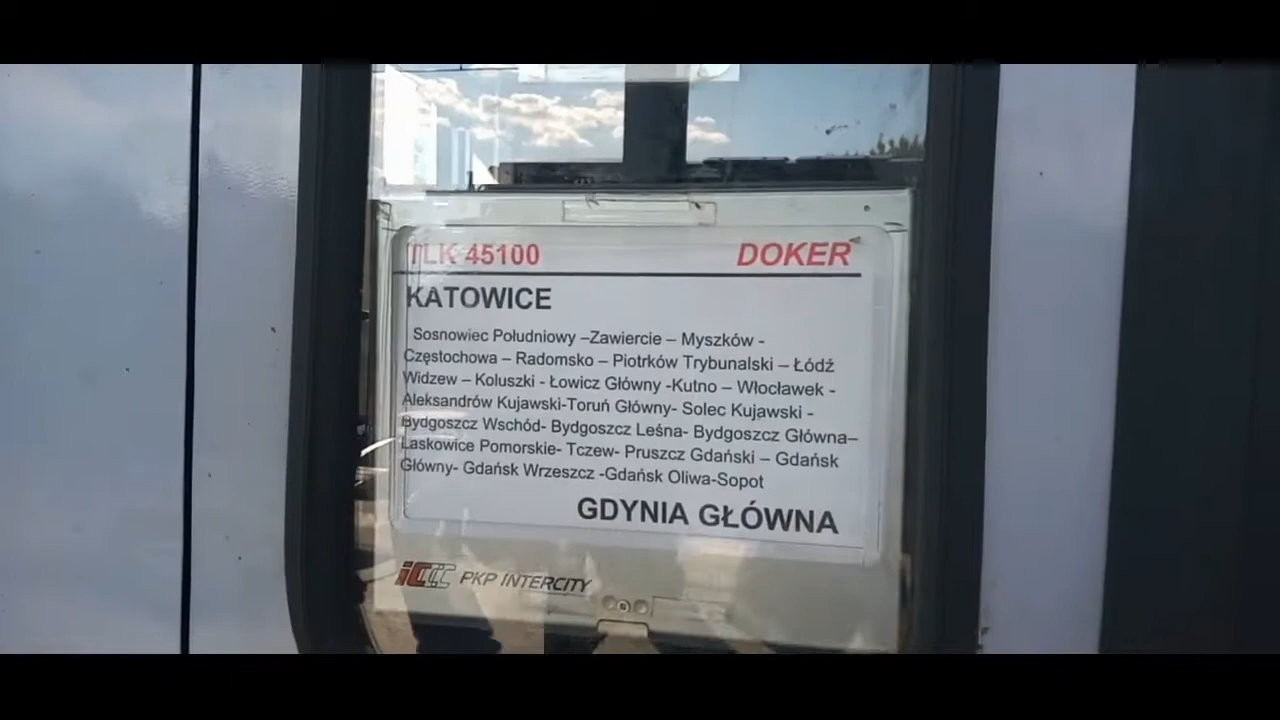 TLK 45100 DOKER
KATOWICE
Sosnowiec Południowy –Zawiercie – Myszków -
Częstochowa – Radomsko – Piotrków Trybunalski – Łódź
Widzew – Koluszki - Łowicz Główny -Kutno – Włocławek -
Aleksandrów Kujawski-Toruń Główny- Solec Kujawski -
Bydgoszcz Wschód- Bydgoszcz Leśna- Bydgoszcz Główna–
Laskowice Pomorskie- Tczew- Pruszcz Gdański – Gdańsk
Główny- Gdańsk Wrzeszcz -Gdańsk Oliwa-Sopot
GDYNIA GŁÓWNA
IC PKP INTERCITY